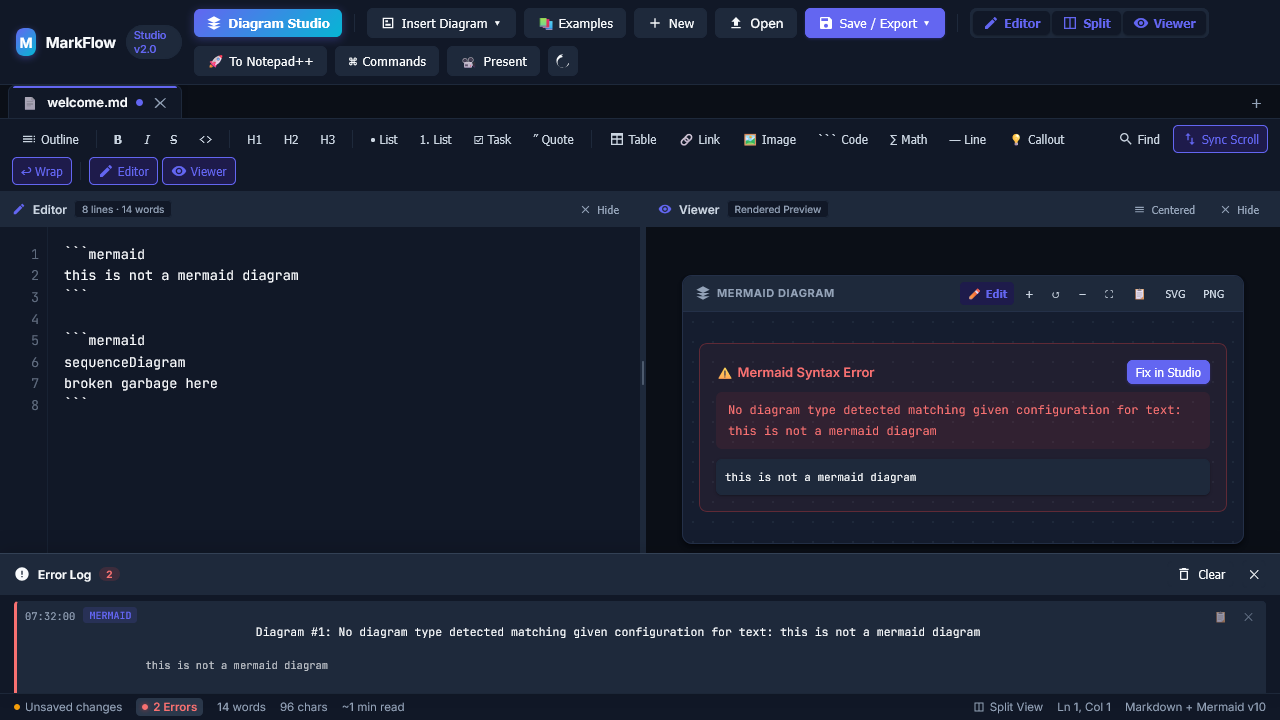 M MarkFlow Studio v2.0
Diagram Studio Insert Diagram ▾ Examples + New Open Save / Export ▾ Editor Split Viewer
To Notepad++ ⌘ Commands Present
welcome.md ● × +
Outline B I S <> H1 H2 H3 • List 1. List ☑ Task ” Quote Table Link Image ``` Code ∑ Math — Line Callout Find Sync Scroll
↩ Wrap Editor Viewer
Editor 8 lines · 14 words × Hide
Viewer Rendered Preview Centered × Hide
1 ```mermaid
2 this is not a mermaid diagram
3 ```
4
5 ```mermaid
6 sequenceDiagram
7 broken garbage here
8 ```
MERMAID DIAGRAM Edit + ↺ − ⛶ SVG PNG
⚠ Mermaid Syntax Error Fix in Studio
No diagram type detected matching given configuration for text:
this is not a mermaid diagram
this is not a mermaid diagram
Error Log 2 Clear ×
07:32:00 MERMAID ×
Diagram #1: No diagram type detected matching given configuration for text: this is not a mermaid diagram
this is not a mermaid diagram
● Unsaved changes ● 2 Errors 14 words 96 chars ~1 min read Split View Ln 1, Col 1 Markdown + Mermaid v10